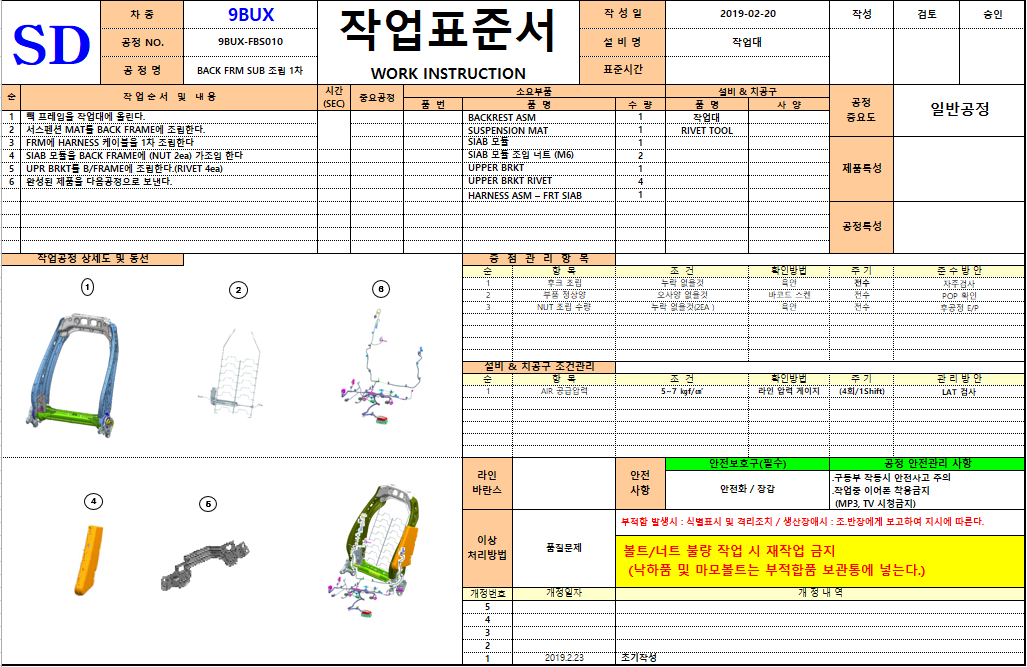 SD
차 종 9BUX
공정 NO. 9BUX-FBS010
공 정 명 BACK FRM SUB 조립 1차
작업표준서
WORK INSTRUCTION
작 성 일 2019-02-20
설 비 명 작업대
표준시간
작성 검토 승인
순 작 업 순 서 및 내 용 시간 (SEC) 중요공정 소요부품 설비 & 치공구
품 번 품 명 수 량 품 명 사 양
1 빽 프레임을 작업대에 올린다. BACKREST ASM 1 작업대
2 서스펜션 MAT를 BACK FRAME에 조립한다. SUSPENSION MAT 1 RIVET TOOL
3 FRM에 HARNESS 케이블을 1차 조립한다 SIAB 모듈 1
4 SIAB 모듈을 BACK FRAME에 (NUT 2ea) 가조임 한다 SIAB 모듈 조임 너트 (M6) 2
5 UPR BRKT를 B/FRAME에 조립한다.(RIVET 4ea) UPPER BRKT 1
6 완성된 제품을 다음공정으로 보낸다. UPPER BRKT RIVET 4
HARNESS ASM – FRT SIAB 1
공정 중요도 일반공정
제품특성
공정특성
작업공정 상세도 및 동선
1 2 6
4 5
중 점 관 리 항 목
순 항 목 조 건 확인방법 주 기 준 수 방 안
1 후크 조립 누락 없을것 육안 전수 자주검사
2 부품 정상양 오사양 없을것 바코드 스캔 전수 POP 확인
3 NUT 조립 수량 누락 없을것(2EA ) 육안 전수 후공정 E/P
설비 & 치공구 조건관리
순 항 목 조 건 확인방법 주 기 관 리 방 안
1 AIR 공급압력 5~7 kgf/㎠ 라인 압력 게이지 (4회/1Shift) LAT 검사
라인 바란스
안전 사항
안전보호구(필수) 공정 안전관리 사항
안전화 / 장갑
.구동부 작동시 안전사고 주의
.작업중 이어폰 착용금지
(MP3, TV 시청금지)
이상 처리방법
품질문제
부적합 발생시 : 식별표시 및 격리조치 / 생산장애시 : 조.반장에게 보고하여 지시에 따른다.
볼트/너트 불량 작업 시 재작업 금지
(낙하품 및 마모볼트는 부적합품 보관통에 넣는다.)
개정번호 개정일자 개 정 내 역
5
4
3
2
1 2019.2.23 초기작성